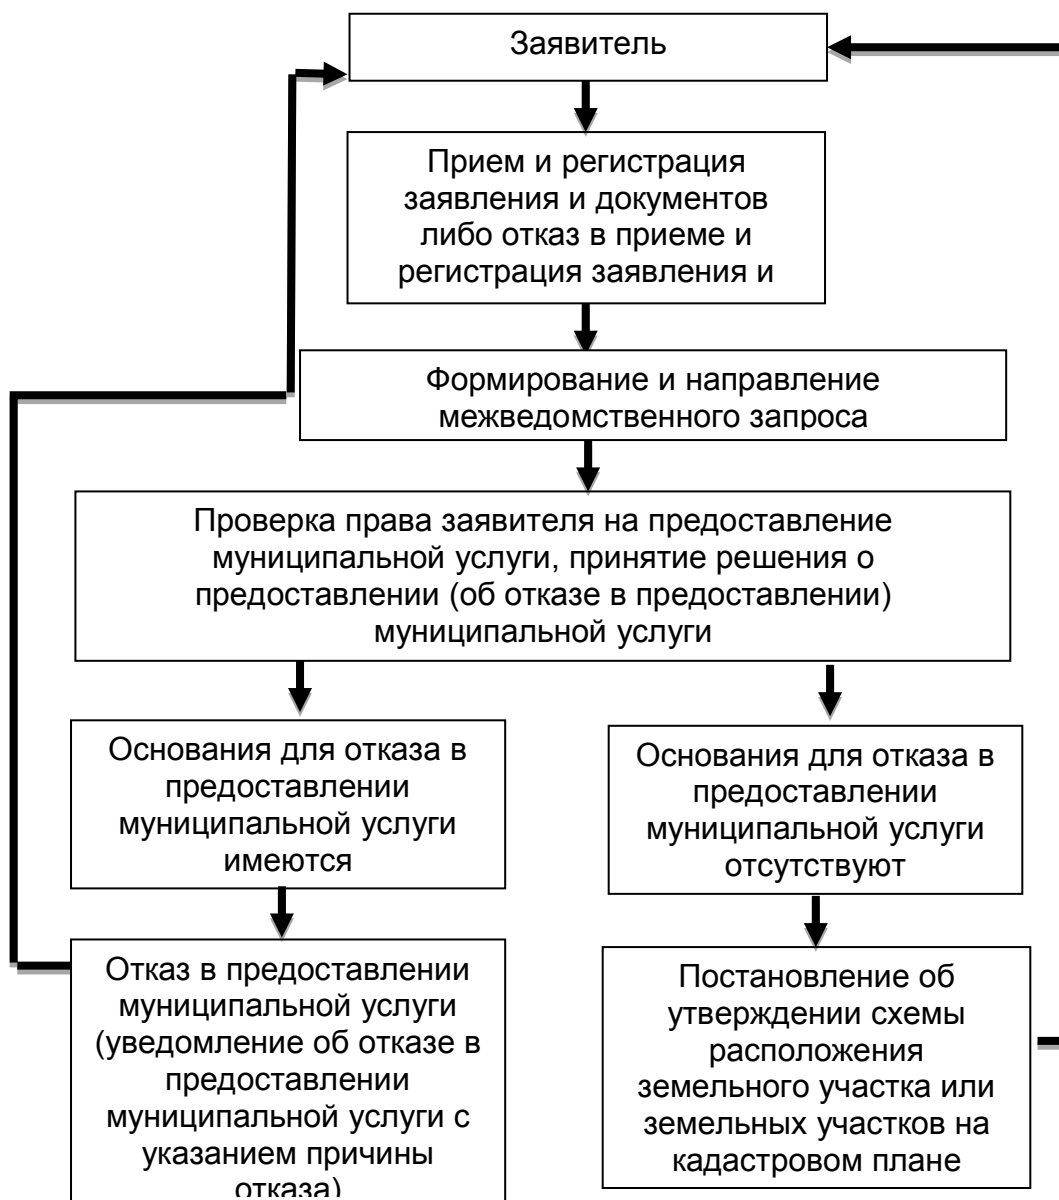 Заявитель
Прием и регистрация
заявления и документов
либо отказ в приеме и
регистрация заявления и
Формирование и направление
межведомственного запроса
Проверка права заявителя на предоставление
муниципальной услуги, принятие решения о
предоставлении (об отказе в предоставлении)
муниципальной услуги
Основания для отказа в
предоставлении
муниципальной услуги
имеются
Основания для отказа в
предоставлении
муниципальной услуги
отсутствуют
Отказ в предоставлении
муниципальной услуги
(уведомление об отказе в
предоставлении
муниципальной услуги с
указанием причины
отказа)
Постановление об
утверждении схемы
расположения
земельного участка или
земельных участков на
кадастровом плане